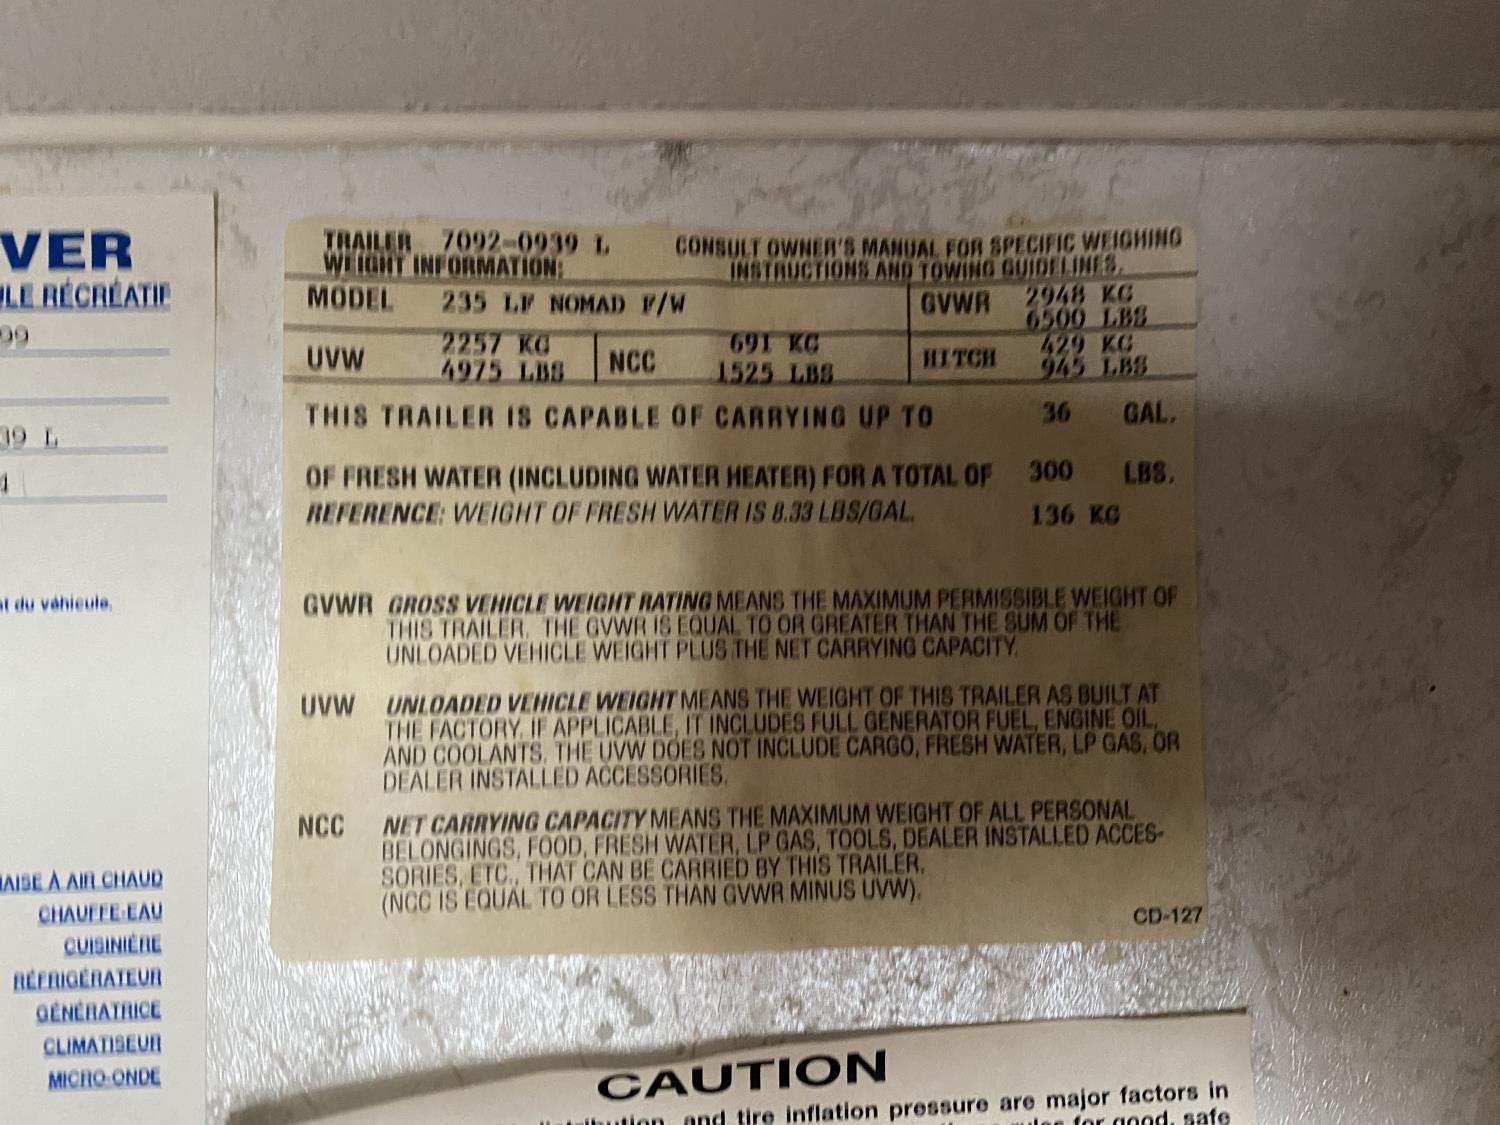 VER
ULE RÉCRÉATIF
99
39 L
4
nt du véhicule.
NAISE À AIR CHAUD
CHAUFFE-EAU
CUISINIÈRE
RÉFRIGÉRATEUR
GÉNÉRATRICE
CLIMATISEUR
MICRO-ONDE
TRAILER 7092-0939 L CONSULT OWNER'S MANUAL FOR SPECIFIC WEIGHING
WEIGHT INFORMATION: INSTRUCTIONS AND TOWING GUIDELINES.
MODEL 235 LF NOMAD F/W GVWR 2948 KG
6500 LBS
UVW 2257 KG NCC 691 KG HITCH 429 KG
4975 LBS 1525 LBS 945 LBS
THIS TRAILER IS CAPABLE OF CARRYING UP TO 36 GAL.
OF FRESH WATER (INCLUDING WATER HEATER) FOR A TOTAL OF 300 LBS.
REFERENCE: WEIGHT OF FRESH WATER IS 8.33 LBS/GAL. 136 KG
GVWR GROSS VEHICLE WEIGHT RATING MEANS THE MAXIMUM PERMISSIBLE WEIGHT OF
THIS TRAILER. THE GVWR IS EQUAL TO OR GREATER THAN THE SUM OF THE
UNLOADED VEHICLE WEIGHT PLUS THE NET CARRYING CAPACITY.
UVW UNLOADED VEHICLE WEIGHT MEANS THE WEIGHT OF THIS TRAILER AS BUILT AT
THE FACTORY. IF APPLICABLE, IT INCLUDES FULL GENERATOR FUEL, ENGINE OIL,
AND COOLANTS. THE UVW DOES NOT INCLUDE CARGO, FRESH WATER, LP GAS, OR
DEALER INSTALLED ACCESSORIES.
NCC NET CARRYING CAPACITY MEANS THE MAXIMUM WEIGHT OF ALL PERSONAL
BELONGINGS, FOOD, FRESH WATER, LP GAS, TOOLS, DEALER INSTALLED ACCES-
SORIES, ETC., THAT CAN BE CARRIED BY THIS TRAILER.
(NCC IS EQUAL TO OR LESS THAN GVWR MINUS UVW).
CD-127
CAUTION
distribution, and tire inflation pressure are major factors in
rules for good, safe